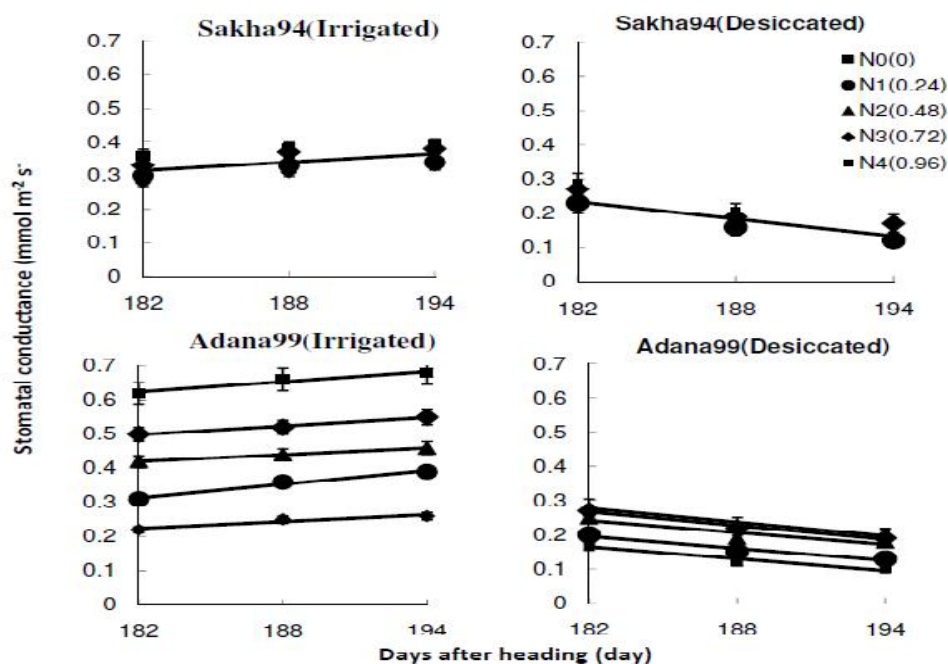 Sakha94(Irrigated)
0.7
0.6
0.5
0.4
0.3
0.2
0.1
0
182 188 194
Sakha94(Desiccated)
0.7
0.6
0.5
0.4
0.3
0.2
0.1
0
182 188 194
N0(0)
N1(0.24)
N2(0.48)
N3(0.72)
N4(0.96)
Stomatal conductance (mmol m-2 s-
Adana99(Irrigated)
0.7
0.6
0.5
0.4
0.3
0.2
0.1
0
182 188 194
Adana99(Desiccated)
0.7
0.6
0.5
0.4
0.3
0.2
0.1
0
182 188 194
Days after heading (day)